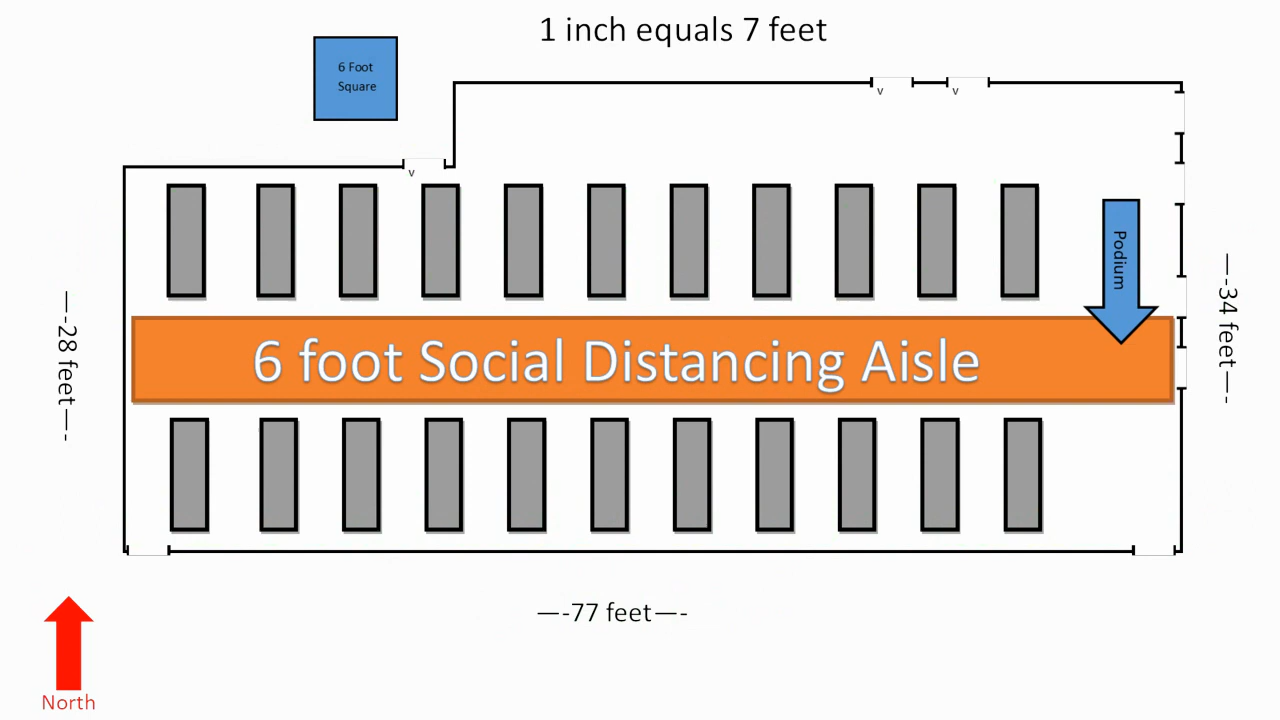 1 inch equals 7 feet
6 Foot
Square
v
v
v
Podium
—-28 feet—-
—-34 feet—-
6 foot Social Distancing Aisle
—-77 feet—-
North